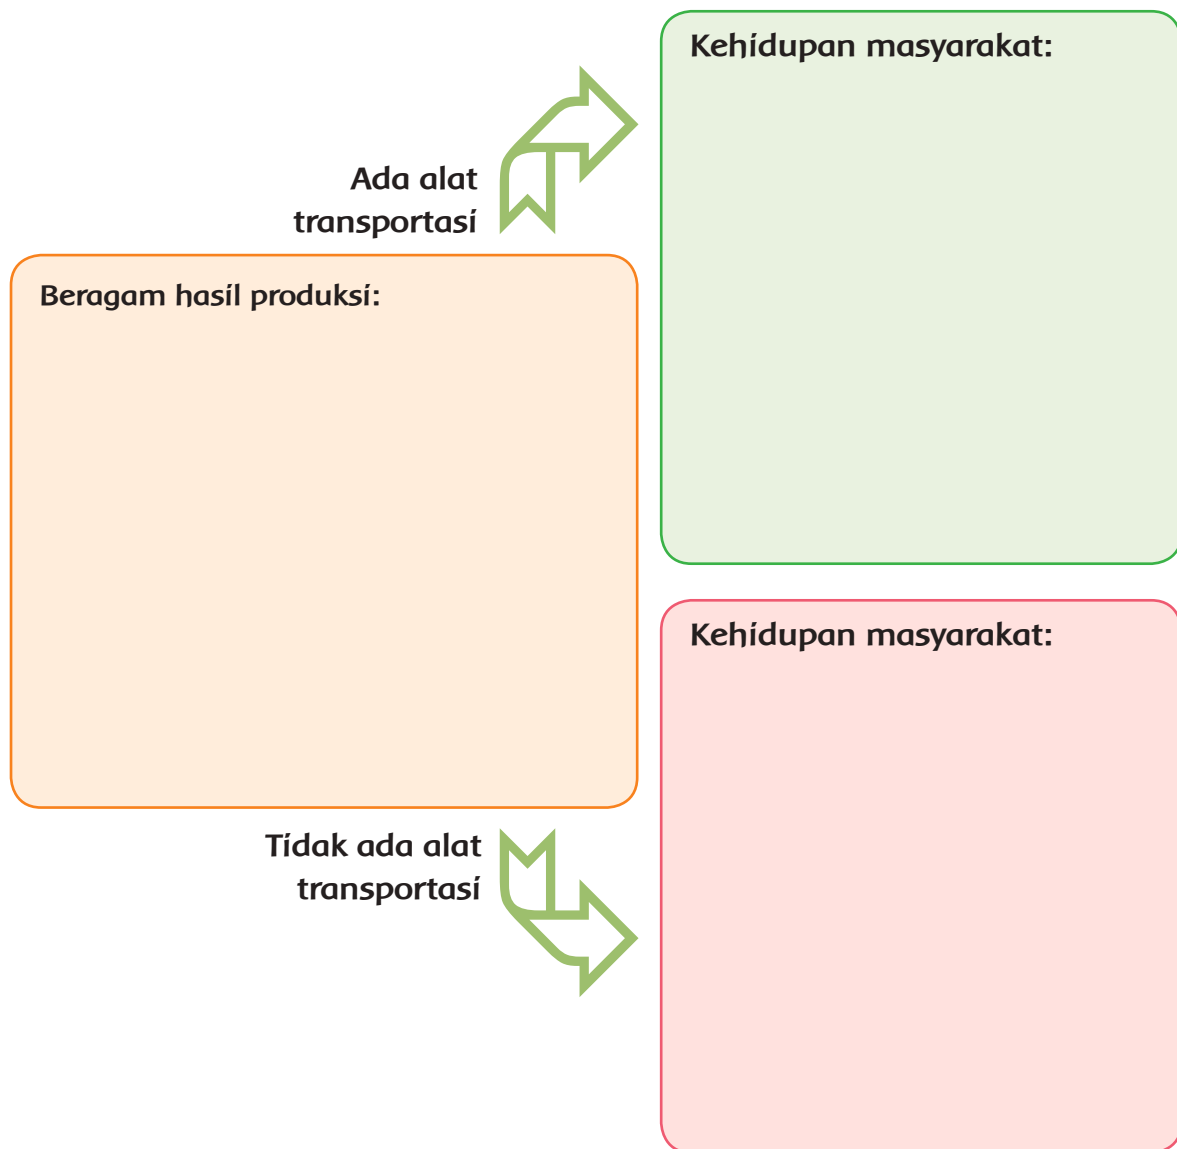 Kehidupan masyarakat:
Ada alat
transportasi
Beragam hasil produksi:
Kehidupan masyarakat:
Tidak ada alat
transportasi